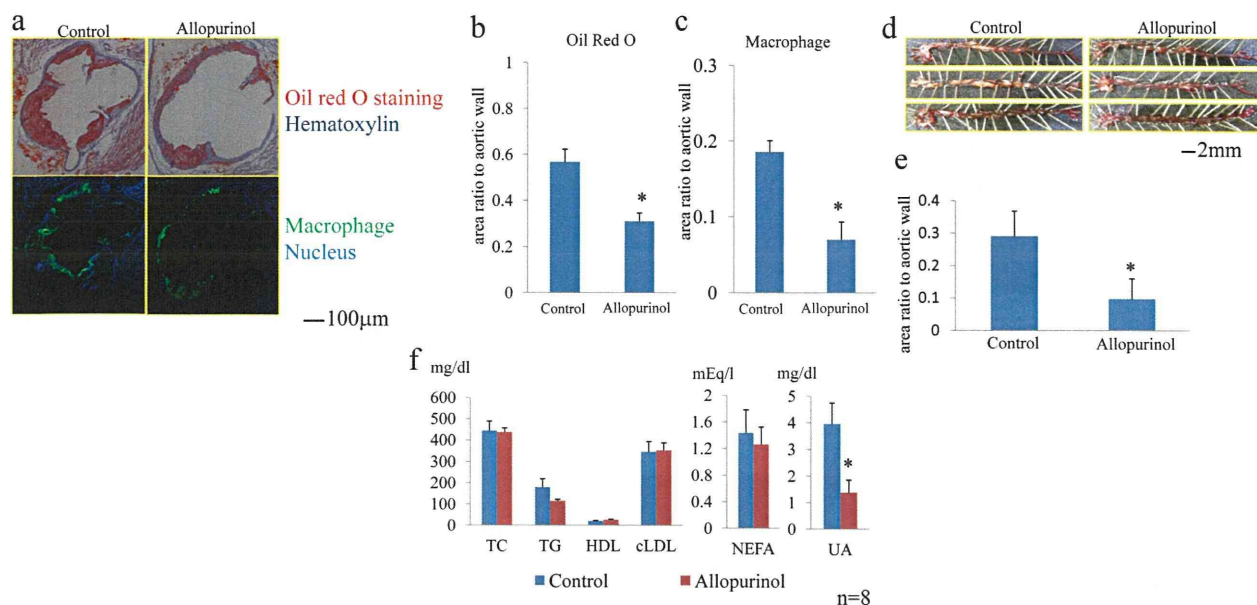 a
Control Allopurinol
Oil red O staining
Hematoxylin
Macrophage
Nucleus
100µm
b
Oil Red O
area ratio to aortic wall
1
0.8
0.6
0.4
0.2
0
Control Allopurinol
*
c
Macrophage
area ratio to aortic wall
0.3
0.2
0.1
0
Control Allopurinol
*
d
Control Allopurinol
2mm
e
area ratio to aortic wall
0.4
0.3
0.2
0.1
0
Control Allopurinol
*
f
mg/dl
600
500
400
300
200
100
0
TC TG HDL cLDL
mEq/l
2
1.6
1.2
0.8
0.4
0
NEFA
mg/dl
5
4
3
2
1
0
*
UA
Control Allopurinol
n=8